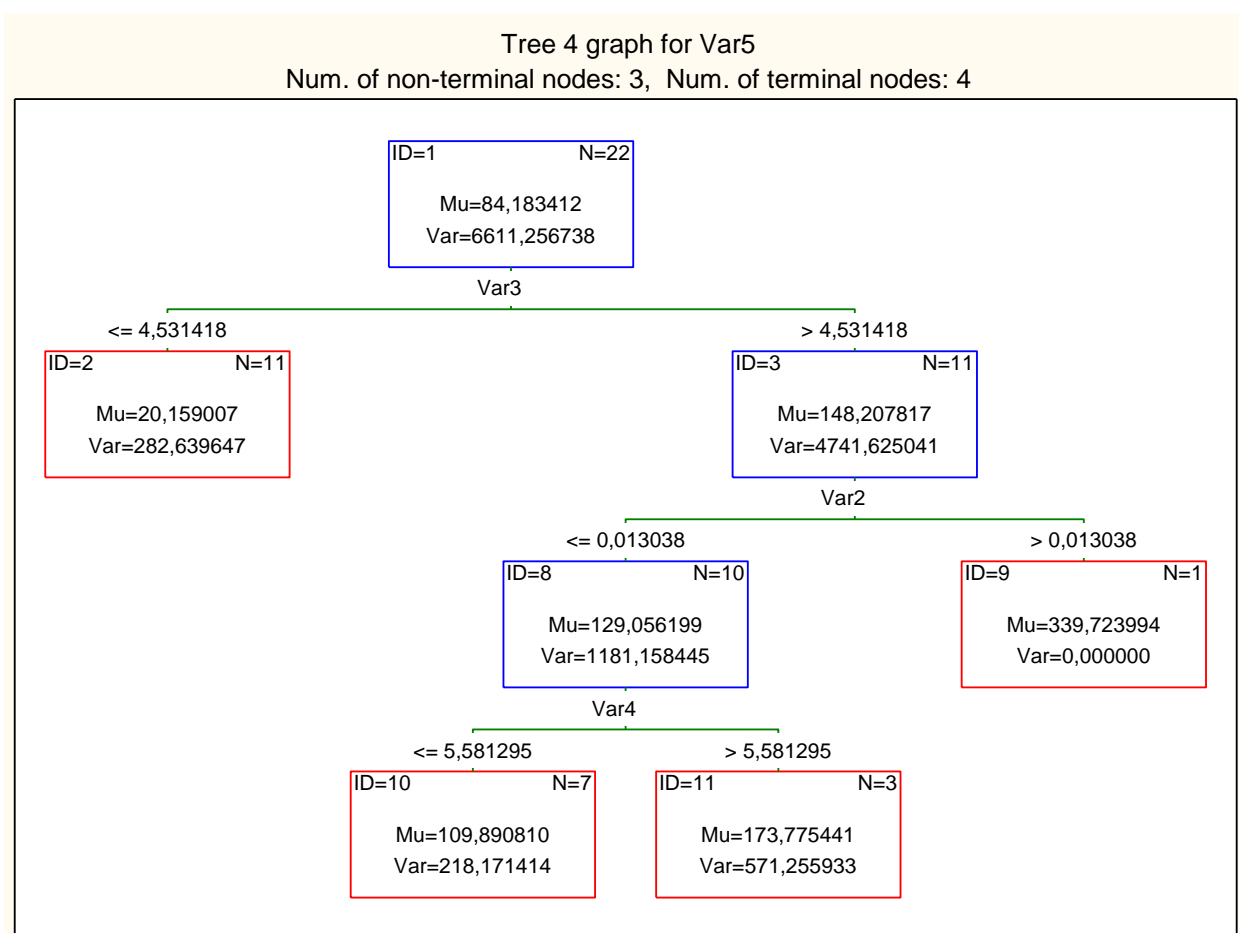 Tree 4 graph for Var5
Num. of non-terminal nodes: 3, Num. of terminal nodes: 4
ID=1 N=22
Mu=84,183412
Var=6611,256738
Var3
<= 4,531418 > 4,531418
ID=2 N=11
Mu=20,159007
Var=282,639647
ID=3 N=11
Mu=148,207817
Var=4741,625041
Var2
<= 0,013038 > 0,013038
ID=8 N=10
Mu=129,056199
Var=1181,158445
ID=9 N=1
Mu=339,723994
Var=0,000000
Var4
<= 5,581295 > 5,581295
ID=10 N=7
Mu=109,890810
Var=218,171414
ID=11 N=3
Mu=173,775441
Var=571,255933